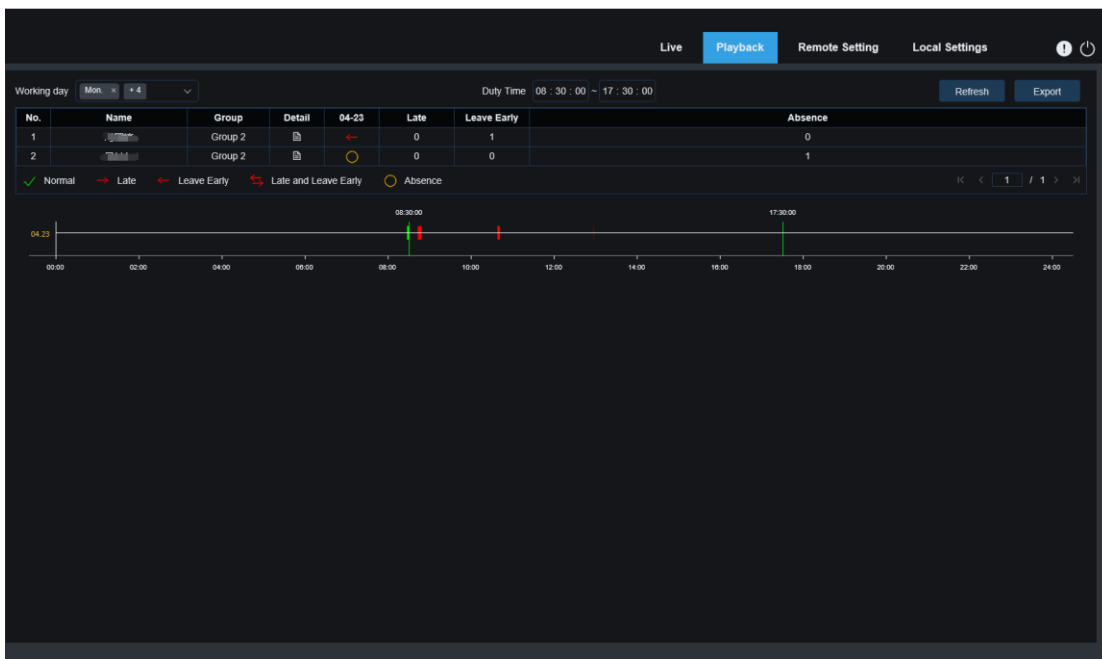 Live Playback Remote Setting Local Settings
Working day Mon. × + 4 Duty Time 08 : 30 : 00 ~ 17 : 30 : 00 Refresh Export
No. Name Group Detail 04-23 Late Leave Early Absence
1 Group 2 0 1 0
2 Group 2 0 0 1
Normal Late Leave Early Late and Leave Early Absence 1 / 1
08:30:00 17:30:00
04.23
00:00 02:00 04:00 06:00 08:00 10:00 12:00 14:00 16:00 18:00 20:00 22:00 24:00